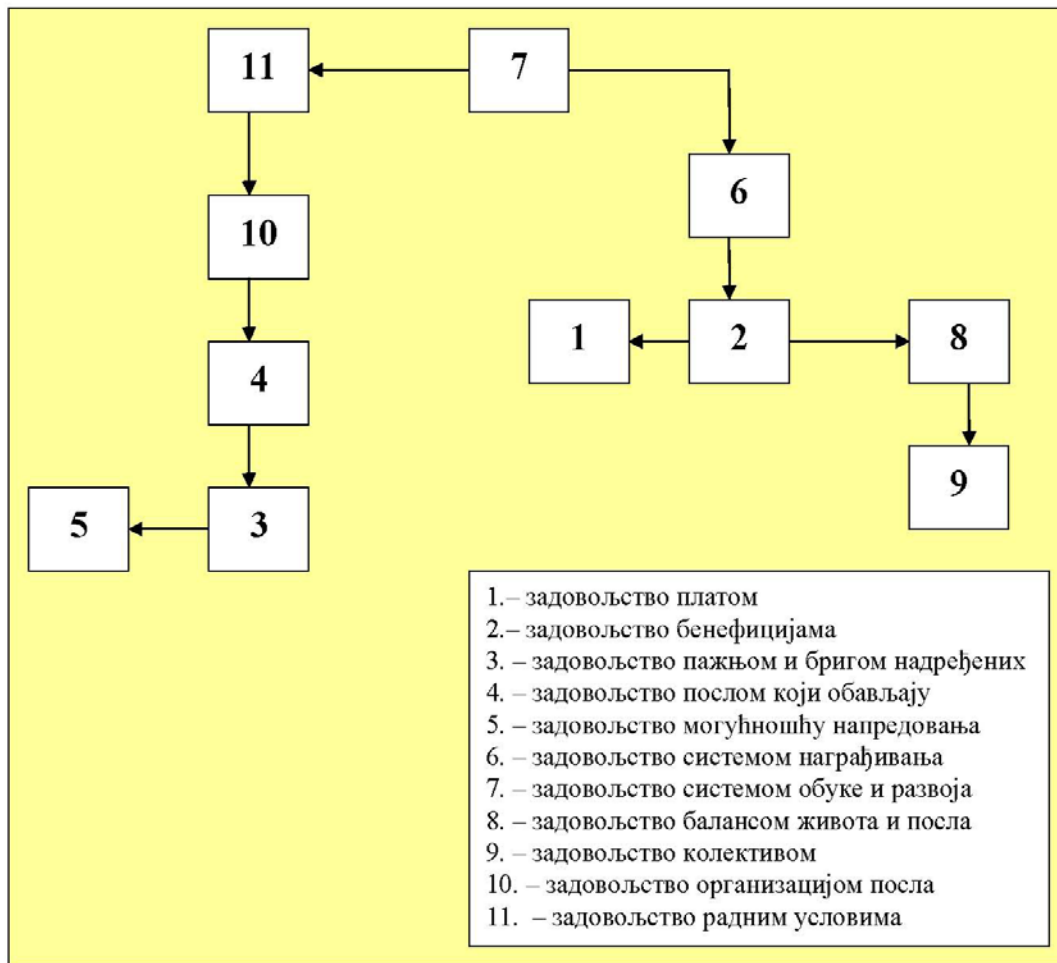 11
7
6
10
1
2
8
4
9
5
3
1.– задовољство платом
2.– задовољство бенефицијама
3. – задовољство пажњом и бригом надређених
4. – задовољство послом који обављају
5. – задовољство могућношћу напредовања
6. – задовољство системом награђивања
7. – задовољство системом обуке и развоја
8. – задовољство балансом живота и посла
9. – задовољство колективом
10. – задовољство организацијом посла
11. – задовољство радним условима